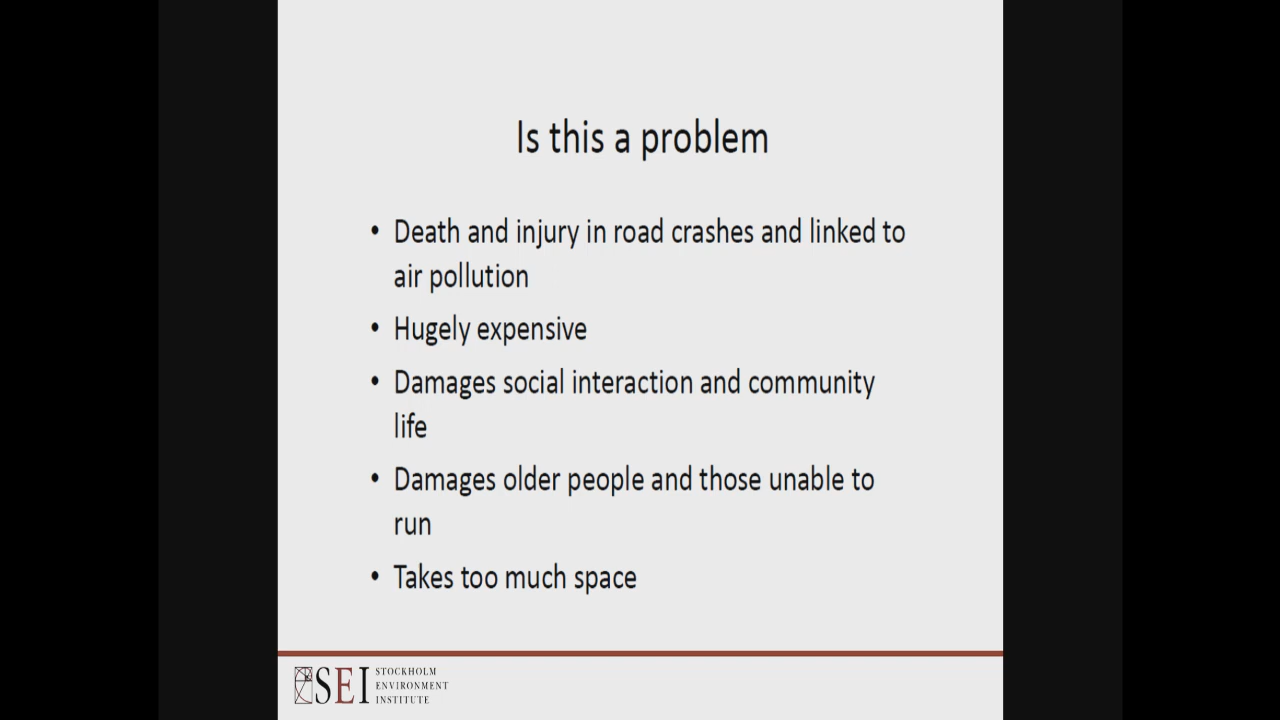 Is this a problem
• Death and injury in road crashes and linked to
air pollution
• Hugely expensive
• Damages social interaction and community
life
• Damages older people and those unable to
run
• Takes too much space
SEI STOCKHOLM
ENVIRONMENT
INSTITUTE